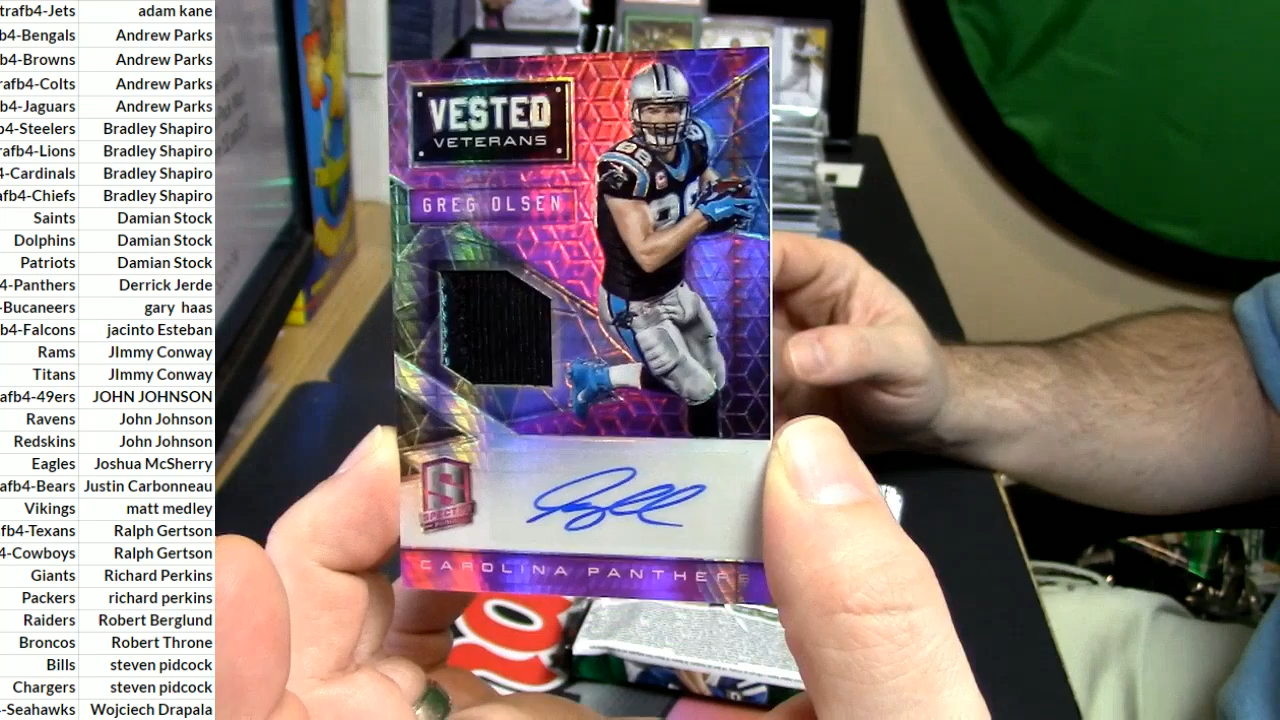 trafb4-Jets adam kane
b4-Bengals Andrew Parks
b4-Browns Andrew Parks
rafb4-Colts Andrew Parks
fb4-Jaguars Andrew Parks
b4-Steelers Bradley Shapiro
rafb4-Lions Bradley Shapiro
4-Cardinals Bradley Shapiro
afb4-Chiefs Bradley Shapiro
Saints Damian Stock
Dolphins Damian Stock
Patriots Damian Stock
4-Panthers Derrick Jerde
-Bucaneers gary haas
b4-Falcons jacinto Esteban
Rams JImmy Conway
Titans JImmy Conway
afb4-49ers JOHN JOHNSON
Ravens John Johnson
Redskins John Johnson
Eagles Joshua McSherry
afb4-Bears Justin Carbonneau
Vikings matt medley
fb4-Texans Ralph Gertson
4-Cowboys Ralph Gertson
Giants Richard Perkins
Packers richard perkins
Raiders Robert Berglund
Broncos Robert Throne
Bills steven pidcock
Chargers steven pidcock
-Seahawks Wojciech Drapala
VESTED
VETERANS
GREG OLSEN
88
S
SPECTRA
CAROLINA PANTHERS